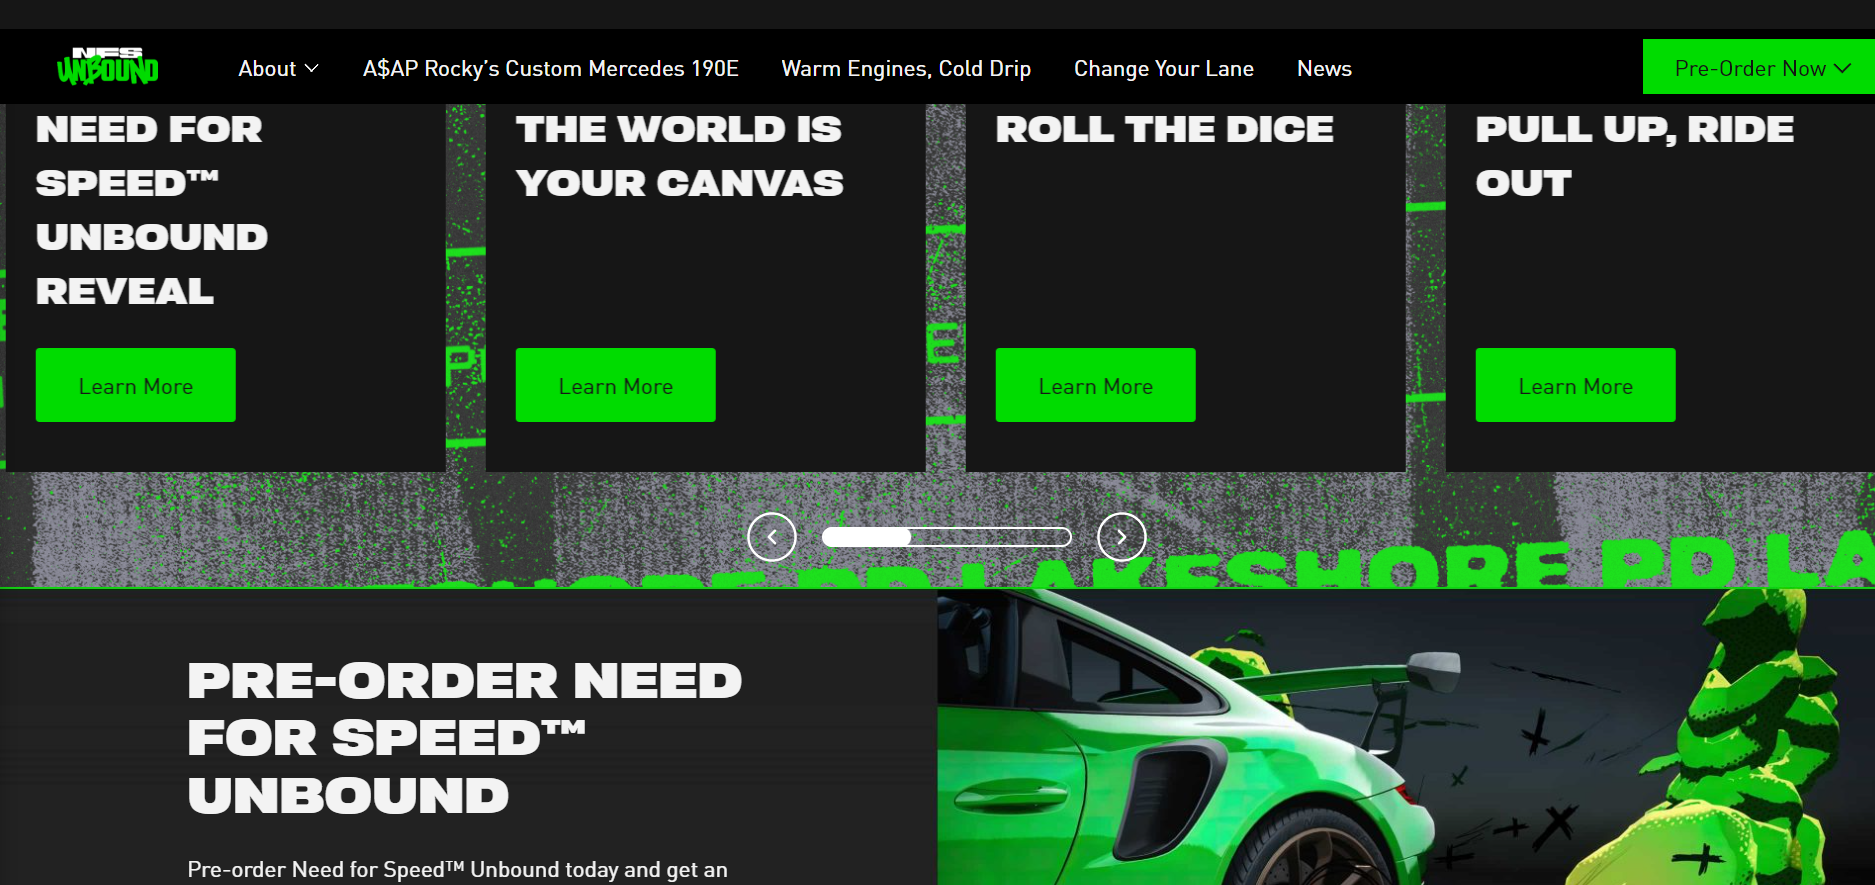 NFS
UNBOUND
About
A$AP Rocky's Custom Mercedes 190E
Warm Engines, Cold Drip
Change Your Lane
News
Pre-Order Now
NEED FOR
SPEED™
UNBOUND
REVEAL
Learn More
THE WORLD IS
YOUR CANVAS
Learn More
ROLL THE DICE
Learn More
PULL UP, RIDE
OUT
Learn More
LAKESHORE PD LA
PRE-ORDER NEED
FOR SPEED™
UNBOUND
Pre-order Need for Speed™ Unbound today and get an